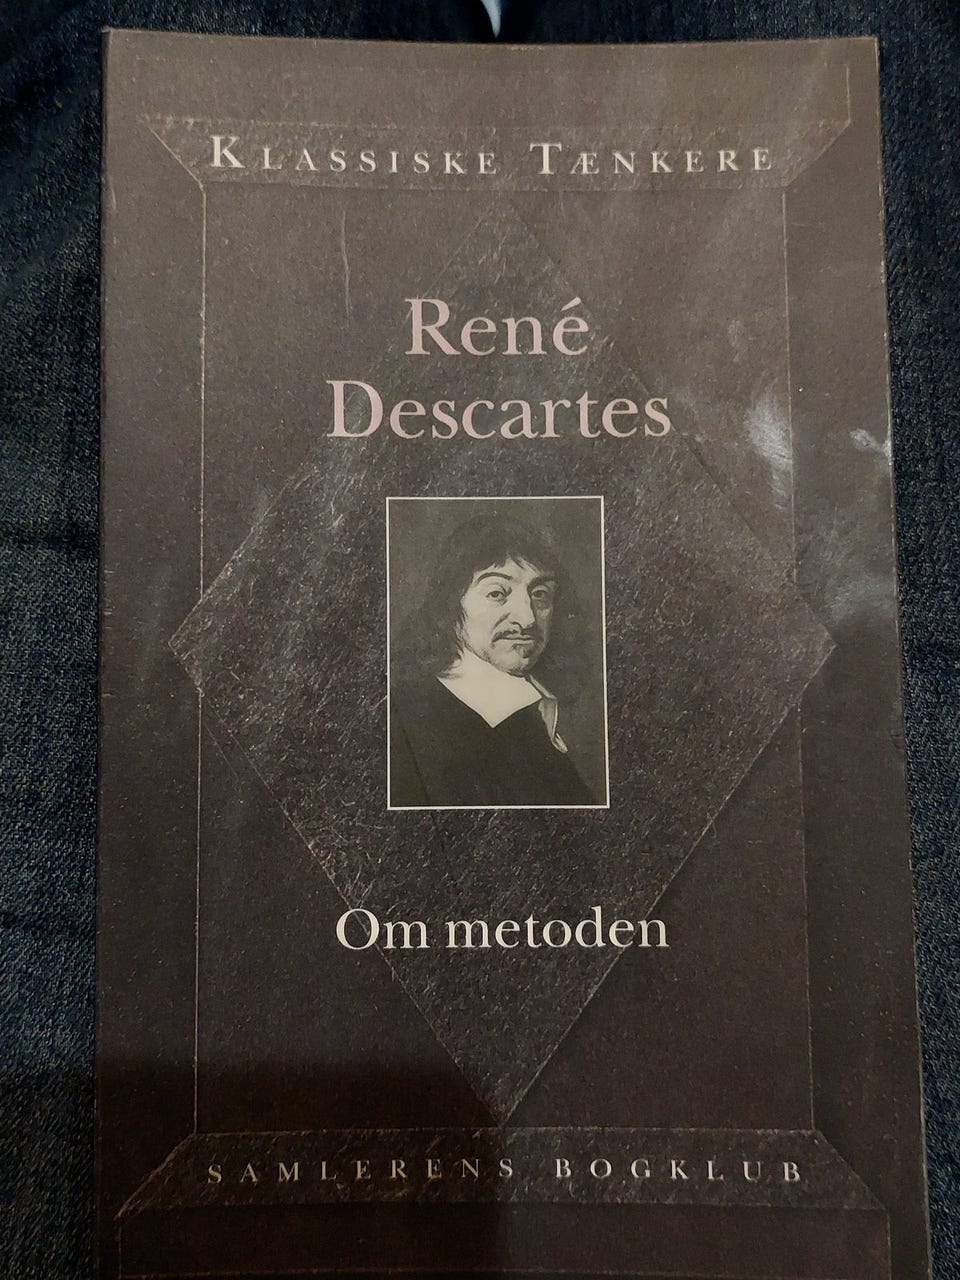 KLASSISKE TÆNKERE
René
Descartes
Om metoden
SAMLERENS BOGKLUB